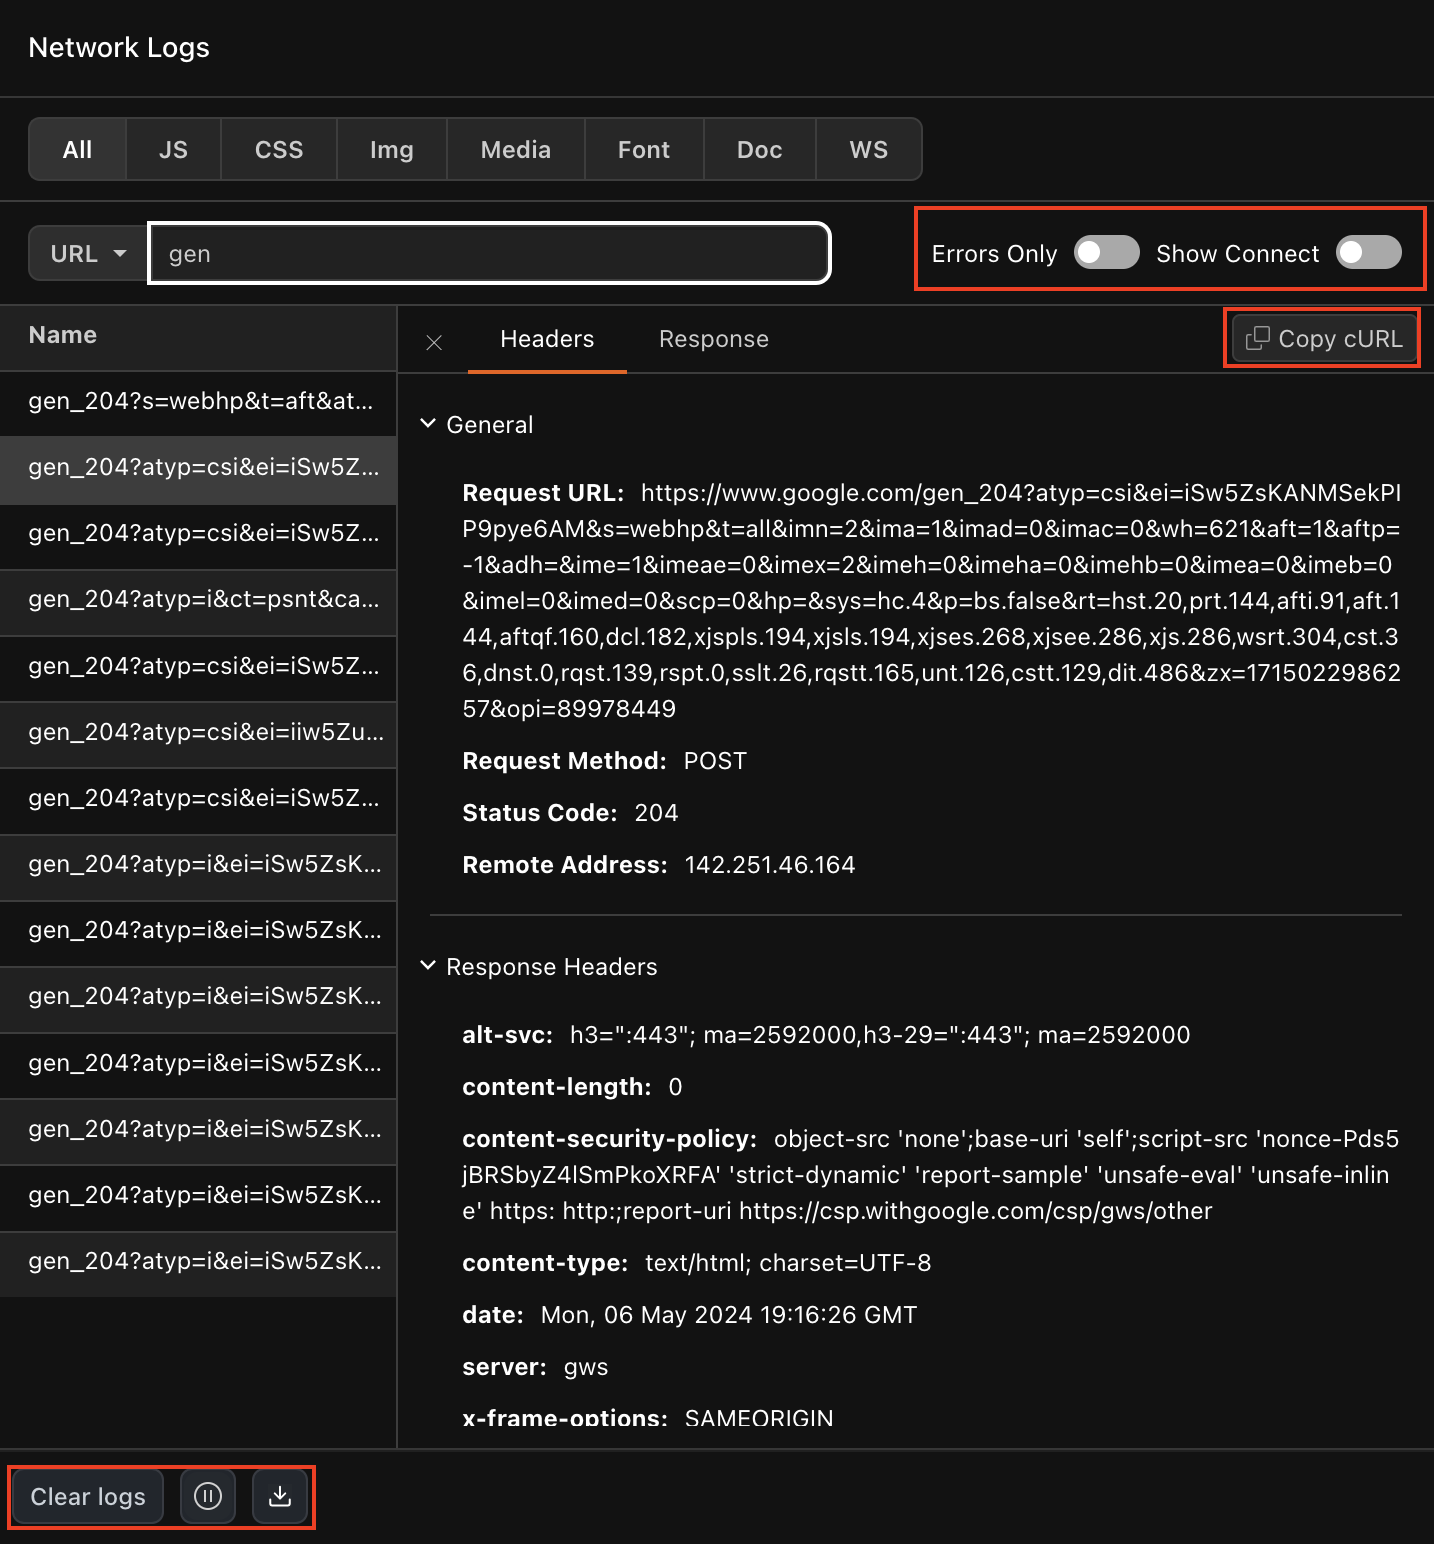 Network Logs
All JS CSS Img Media Font Doc WS
URL gen Errors Only Show Connect
Name
gen_204?s=webhp&t=aft&at...
gen_204?atyp=csi&ei=iSw5Z...
gen_204?atyp=csi&ei=iSw5Z...
gen_204?atyp=i&ct=psnt&ca...
gen_204?atyp=csi&ei=iSw5Z...
gen_204?atyp=csi&ei=iiw5Zu...
gen_204?atyp=csi&ei=iSw5Z...
gen_204?atyp=i&ei=iSw5ZsK...
gen_204?atyp=i&ei=iSw5ZsK...
gen_204?atyp=i&ei=iSw5ZsK...
gen_204?atyp=i&ei=iSw5ZsK...
gen_204?atyp=i&ei=iSw5ZsK...
gen_204?atyp=i&ei=iSw5ZsK...
gen_204?atyp=i&ei=iSw5ZsK...
Headers Response Copy cURL
General
Request URL: https://www.google.com/gen_204?atyp=csi&ei=iSw5ZsKANMSekPI
P9pye6AM&s=webhp&t=all&imn=2&ima=1&imad=0&imac=0&wh=621&aft=1&aftp=
-1&adh=&ime=1&imeae=0&imex=2&imeh=0&imeha=0&imehb=0&imea=0&imeb=0
&imel=0&imed=0&scp=0&hp=&sys=hc.4&p=bs.false&rt=hst.20,prt.144,afti.91,aft.1
44,aftqf.160,dcl.182,xjspls.194,xjsls.194,xjses.268,xjsee.286,xjs.286,wsrt.304,cst.3
6,dnst.0,rqst.139,rspt.0,sslt.26,rqstt.165,unt.126,cstt.129,dit.486&zx=17150229862
57&opi=89978449
Request Method: POST
Status Code: 204
Remote Address: 142.251.46.164
Response Headers
alt-svc: h3=":443"; ma=2592000,h3-29=":443"; ma=2592000
content-length: 0
content-security-policy: object-src 'none';base-uri 'self';script-src 'nonce-Pds5
jBRSbyZ4lSmPkoXRFA' 'strict-dynamic' 'report-sample' 'unsafe-eval' 'unsafe-inlin
e' https: http:;report-uri https://csp.withgoogle.com/csp/gws/other
content-type: text/html; charset=UTF-8
date: Mon, 06 May 2024 19:16:26 GMT
server: gws
x-frame-options: SAMEORIGIN
Clear logs